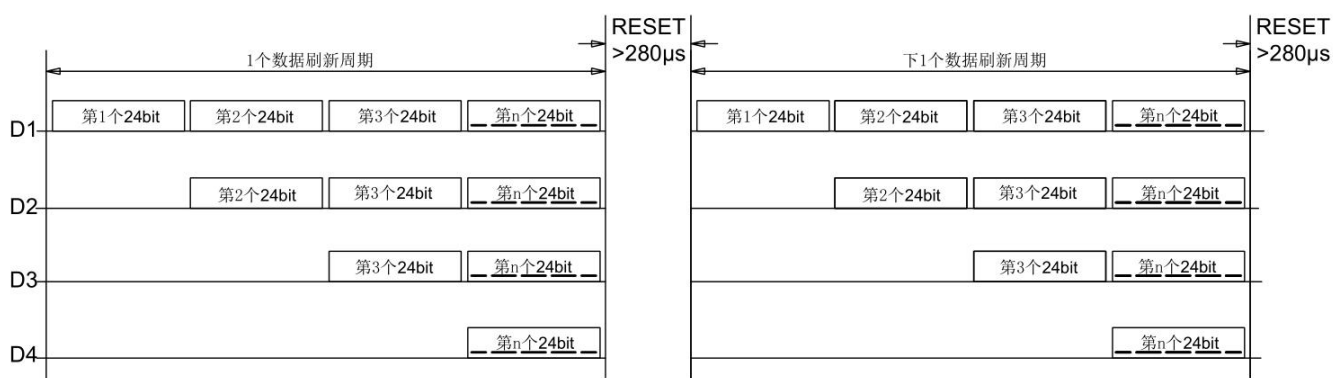 RESET
>280μs
RESET
>280μs
1个数据刷新周期
下1个数据刷新周期
D1
第1个24bit
第2个24bit
第3个24bit
第n个24bit
第1个24bit
第2个24bit
第3个24bit
第n个24bit
D2
第2个24bit
第3个24bit
第n个24bit
第2个24bit
第3个24bit
第n个24bit
D3
第3个24bit
第n个24bit
第3个24bit
第n个24bit
D4
第n个24bit
第n个24bit